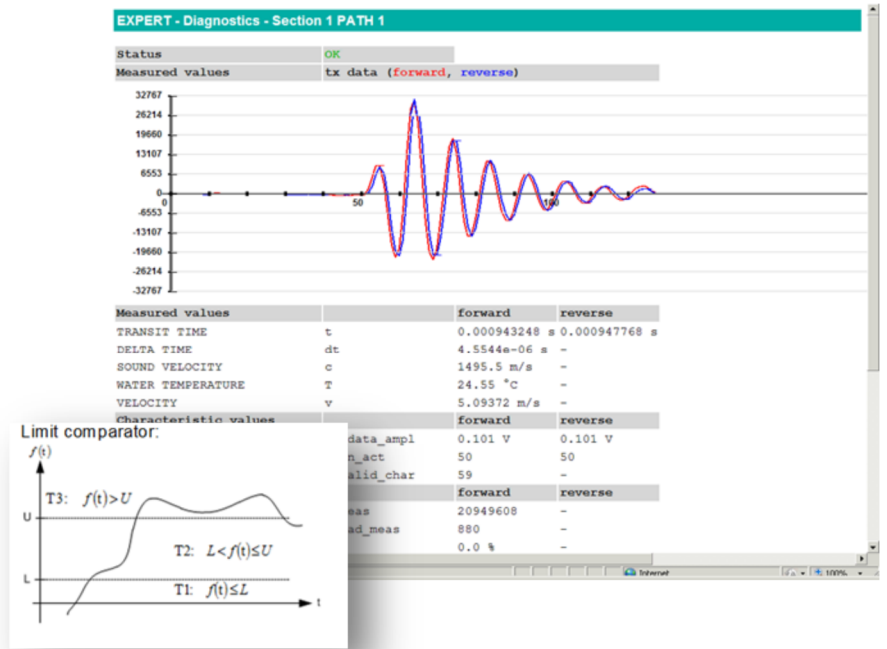 EXPERT - Diagnostics - Section 1 PATH 1
Status OK
Measured values tx data (forward, reverse)
32767
26214
19660
13107
6553
0
-6553
-13107
-19660
-26214
-32767
0 50 100
Measured values forward reverse
TRANSIT TIME t 0.000943248 s 0.000947768 s
DELTA TIME dt 4.5544e-06 s -
SOUND VELOCITY c 1495.5 m/s -
WATER TEMPERATURE T 24.55 °C -
VELOCITY v 5.09372 m/s -
Characteristic values forward reverse
data_ampl 0.101 V 0.101 V
n_act 50 50
alid_char 59 -
forward reverse
eas 20949608 -
ad_meas 880 -
0.0 % -
Internet 100%
Limit comparator:
f(t)
T3: f(t)>U
U
T2: L<f(t)≤U
L
T1: f(t)≤L
t